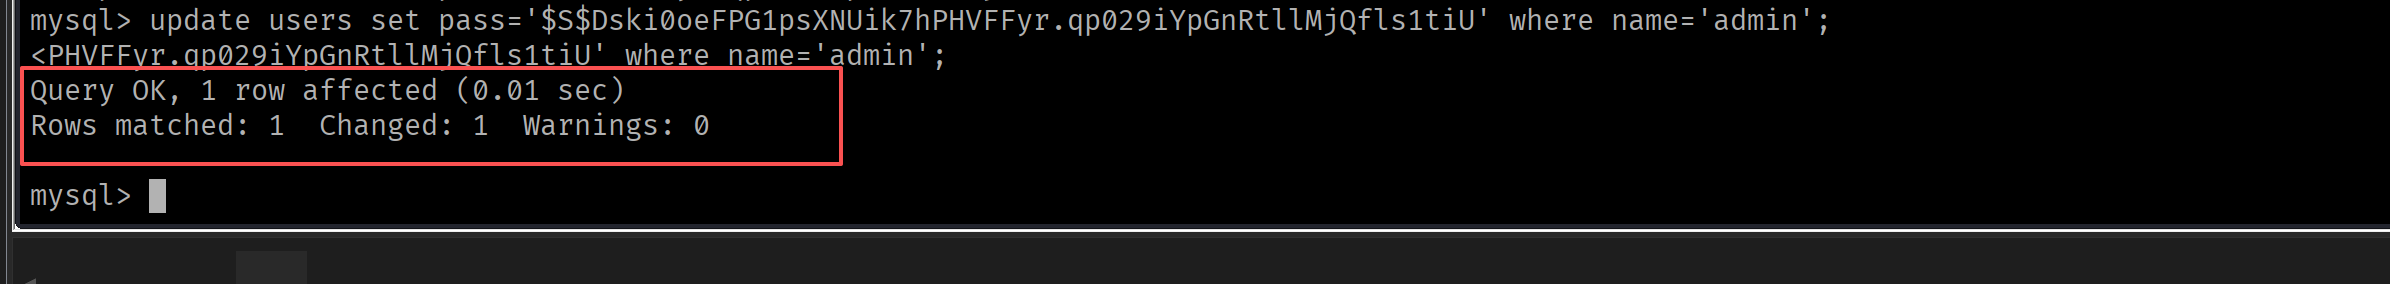 mysql> update users set pass='$S$Dski0oeFPG1psXNUik7hPHVFFyr.qp029iYpGnRtllMjQfls1tiU' where name='admin';
<PHVFFyr.qp029iYpGnRtllMjQfls1tiU' where name='admin';
Query OK, 1 row affected (0.01 sec)
Rows matched: 1  Changed: 1  Warnings: 0
mysql>